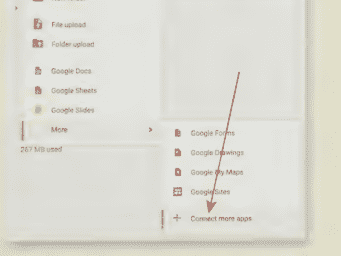 File upload
Folder upload
Google Docs
Google Sheets
Google Slides
More
267 MB used
Google Forms
Google Drawings
Google My Maps
Google Sites
Connect more apps